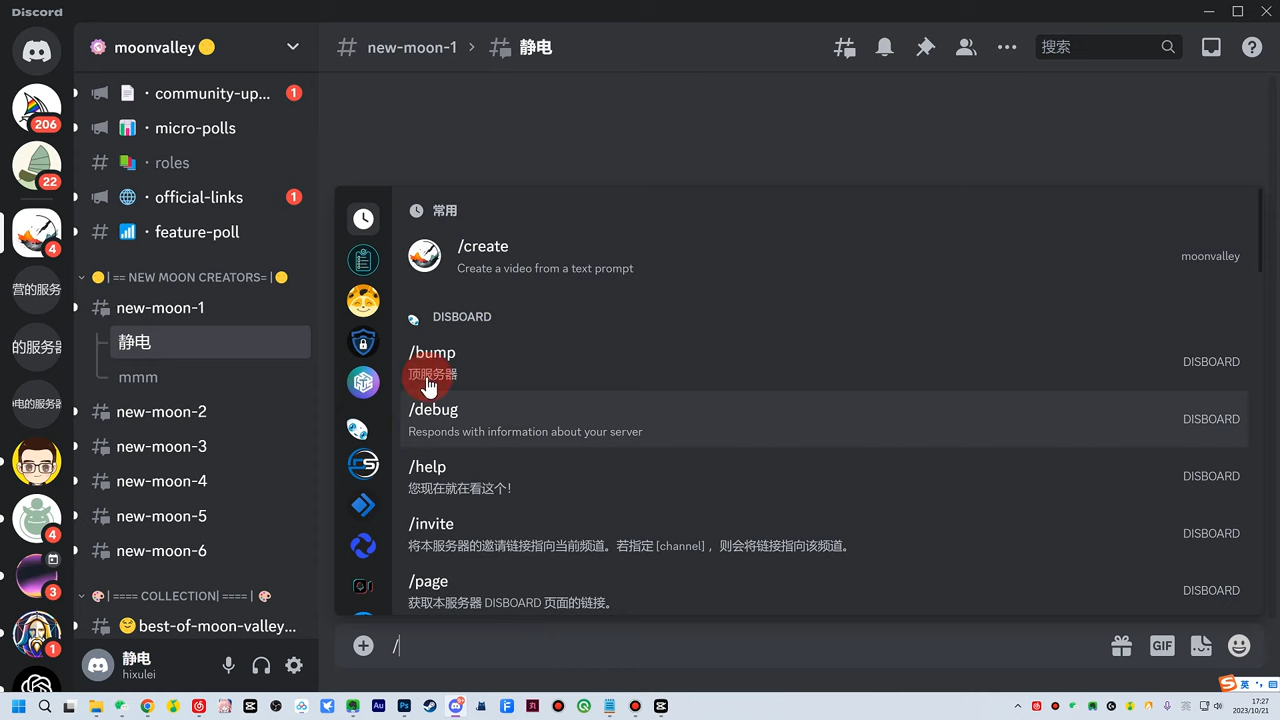 Discord
moonvalley
new-moon-1
静电
搜索
community-up...
1
206
micro-polls
22
roles
official-links
1
4
feature-poll
NEW MOON CREATORS= |
营的服务
new-moon-1
的服务器
静电
mmm
电的服务器
new-moon-2
new-moon-3
new-moon-4
4
new-moon-5
new-moon-6
3
| ==== COLLECTION| ==== |
best-of-moon-valley...
1
静电
hixulei
常用
/create
Create a video from a text prompt
moonvalley
DISBOARD
/bump
顶服务器
DISBOARD
/debug
Responds with information about your server
DISBOARD
/help
您现在就在看这个！
DISBOARD
/invite
将本服务器的邀请链接指向当前频道。若指定 [channel] ，则会将链接指向该频道。
DISBOARD
/page
获取本服务器 DISBOARD 页面的链接。
DISBOARD
/
GIF
英
Au
Ps
英
17:27
2023/10/21